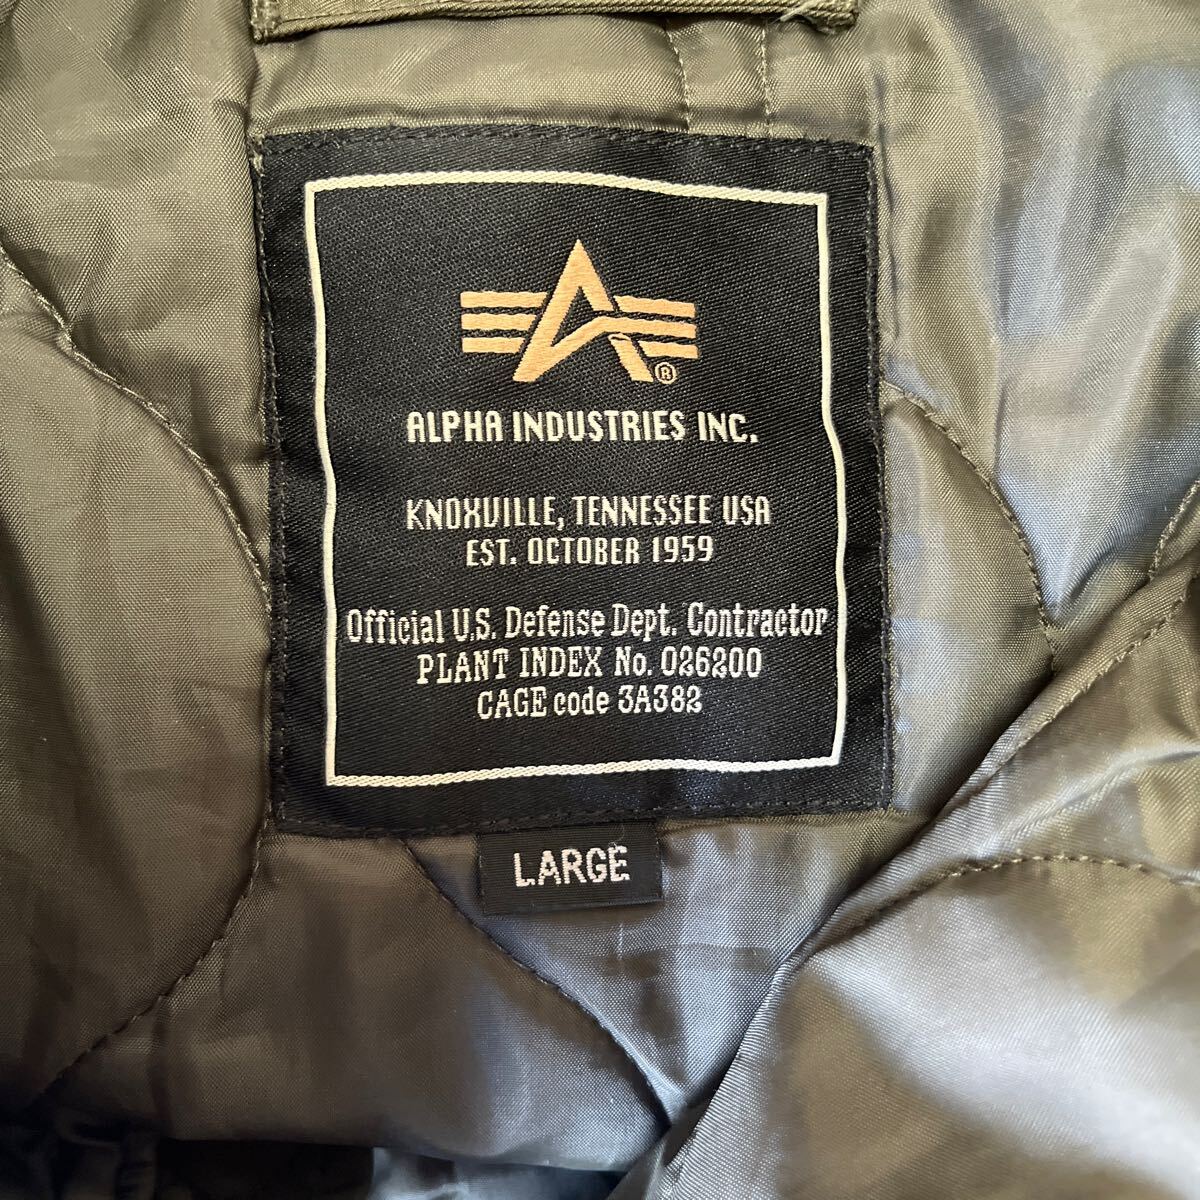 ®
ALPHA INDUSTRIES INC.
KNOXVILLE, TENNESSEE USA
EST. OCTOBER 1959
Official U.S. Defense Dept. Contractor
PLANT INDEX No. 026200
CAGE code 3A382
LARGE